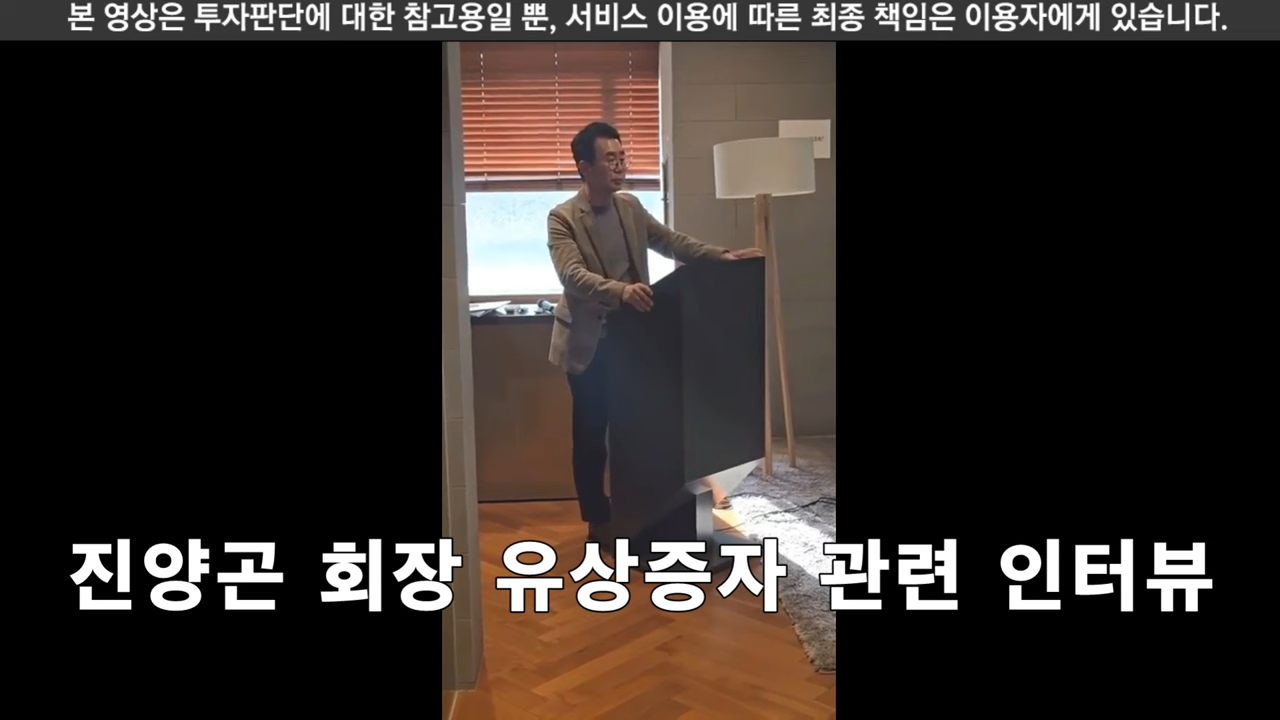 본 영상은 투자판단에 대한 참고용일 뿐, 서비스 이용에 따른 최종 책임은 이용자에게 있습니다.
진양곤 회장 유상증자 관련 인터뷰